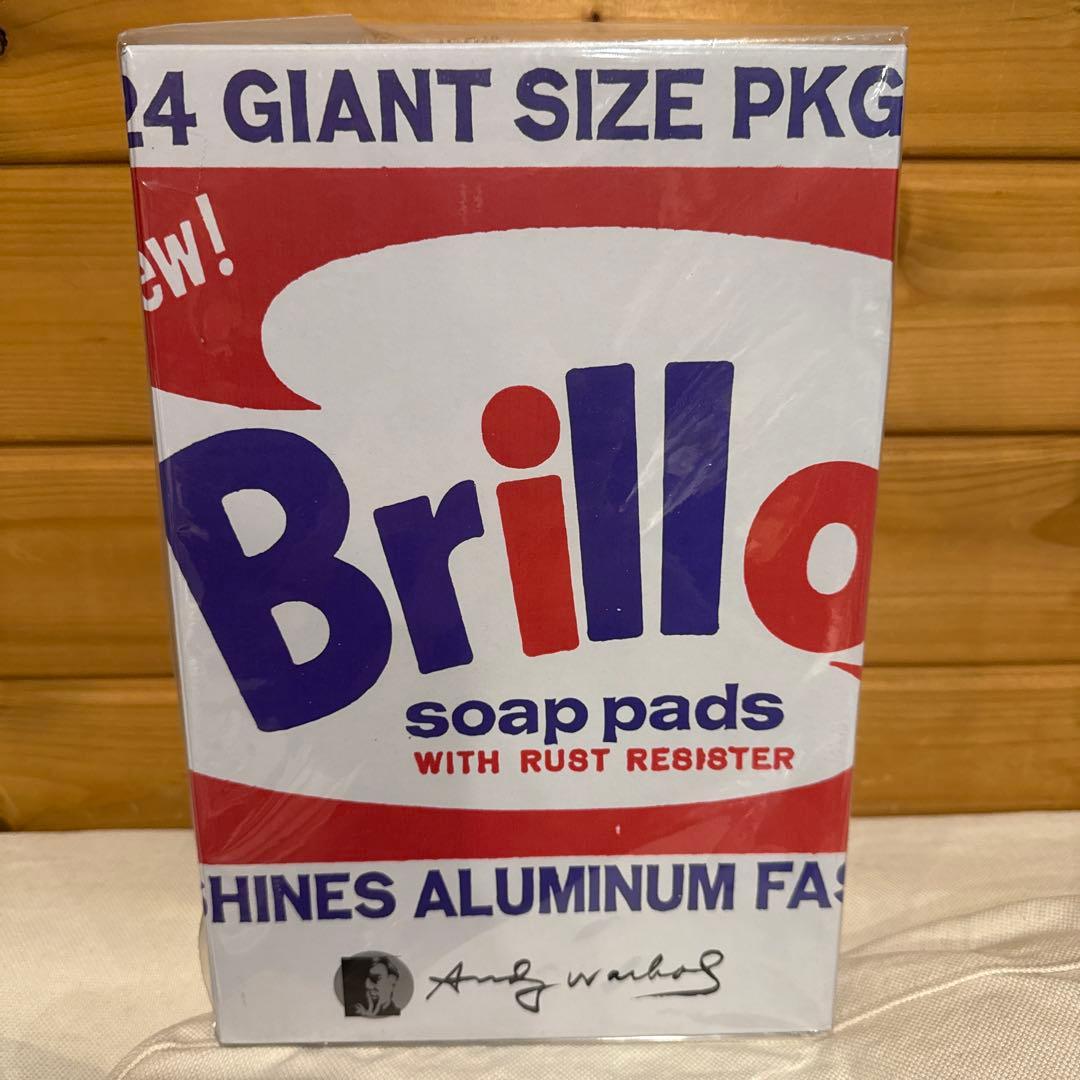 24 GIANT SIZE PKG
ew!
Brillo
soap pads
WITH RUST RESISTER
SHINES ALUMINUM FAS
Andy Warhol